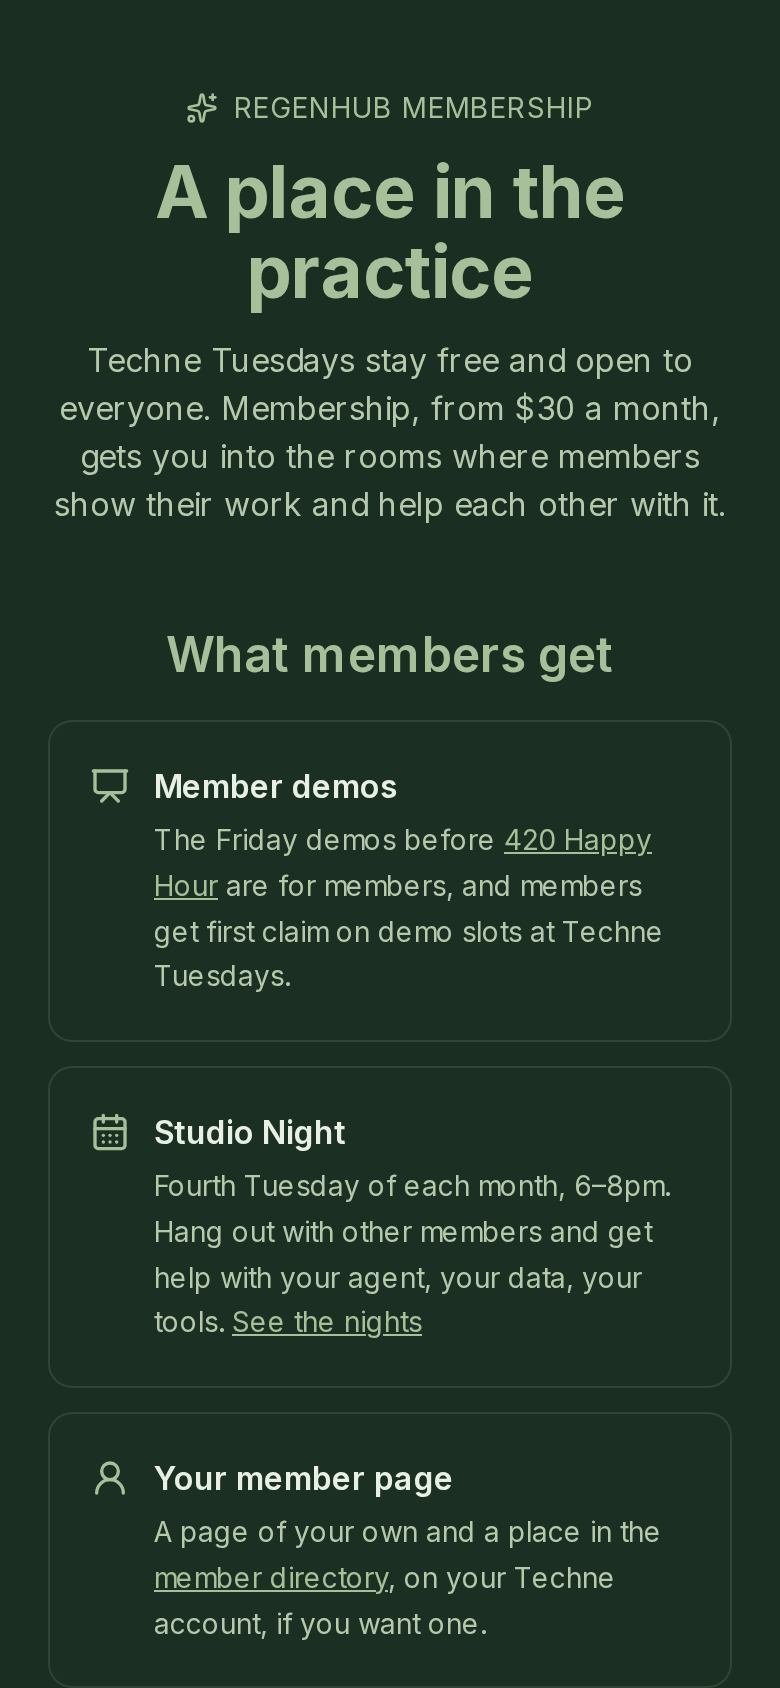 REGENHUB MEMBERSHIP
A place in the
practice
Techne Tuesdays stay free and open to
everyone. Membership, from $30 a month,
gets you into the rooms where members
show their work and help each other with it.
What members get
Member demos
The Friday demos before 420 Happy
Hour are for members, and members
get first claim on demo slots at Techne
Tuesdays.
Studio Night
Fourth Tuesday of each month, 6–8pm.
Hang out with other members and get
help with your agent, your data, your
tools. See the nights
Your member page
A page of your own and a place in the
member directory, on your Techne
account, if you want one.